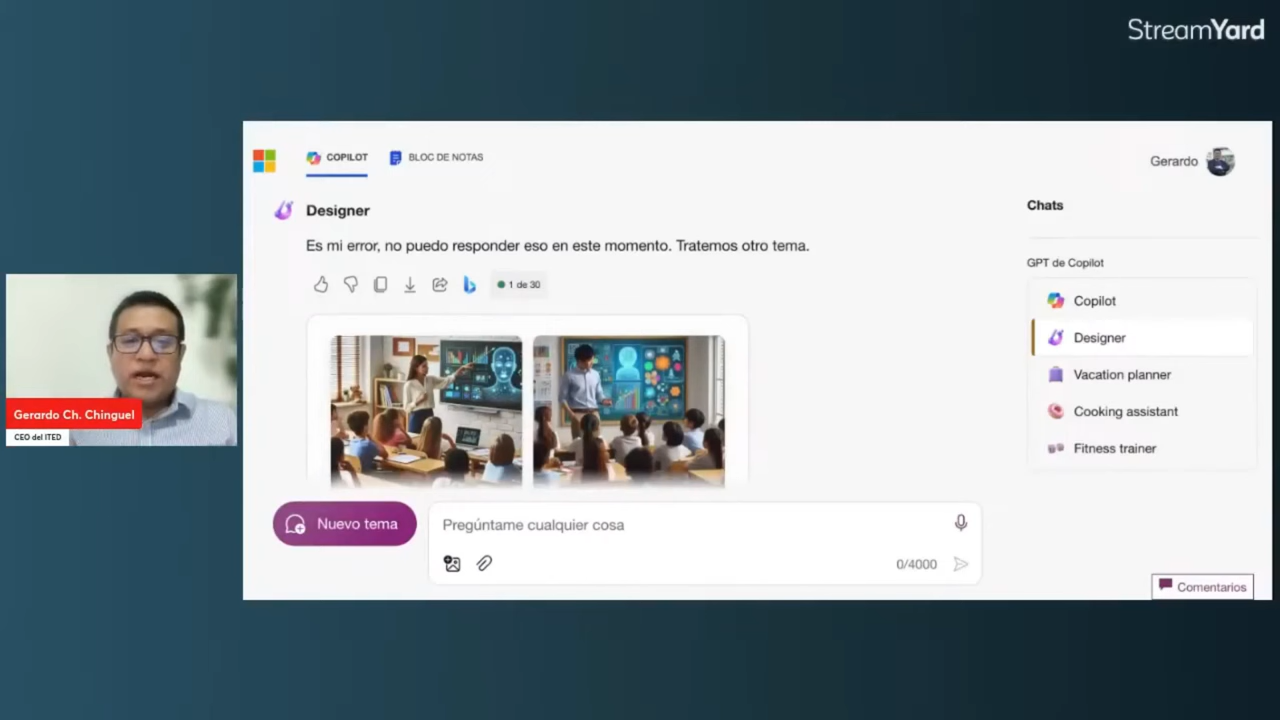 StreamYard
COPILOT
BLOC DE NOTAS
Gerardo
Designer
Es mi error, no puedo responder eso en este momento. Tratemos otro tema.
1 de 30
Chats
GPT de Copilot
Copilot
Designer
Vacation planner
Cooking assistant
Fitness trainer
Gerardo Ch. Chinguel
CEO del ITED
Nuevo tema
Pregúntame cualquier cosa
0/4000
Comentarios